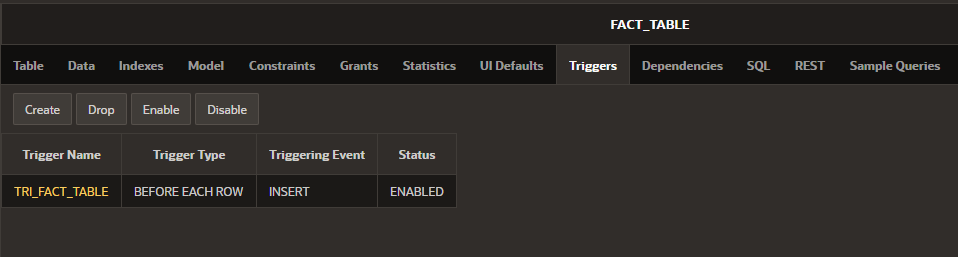 FACT_TABLE
Table Data Indexes Model Constraints Grants Statistics UI Defaults Triggers Dependencies SQL REST Sample Queries
Create Drop Enable Disable
Trigger Name Trigger Type Triggering Event Status
TRI_FACT_TABLE BEFORE EACH ROW INSERT ENABLED